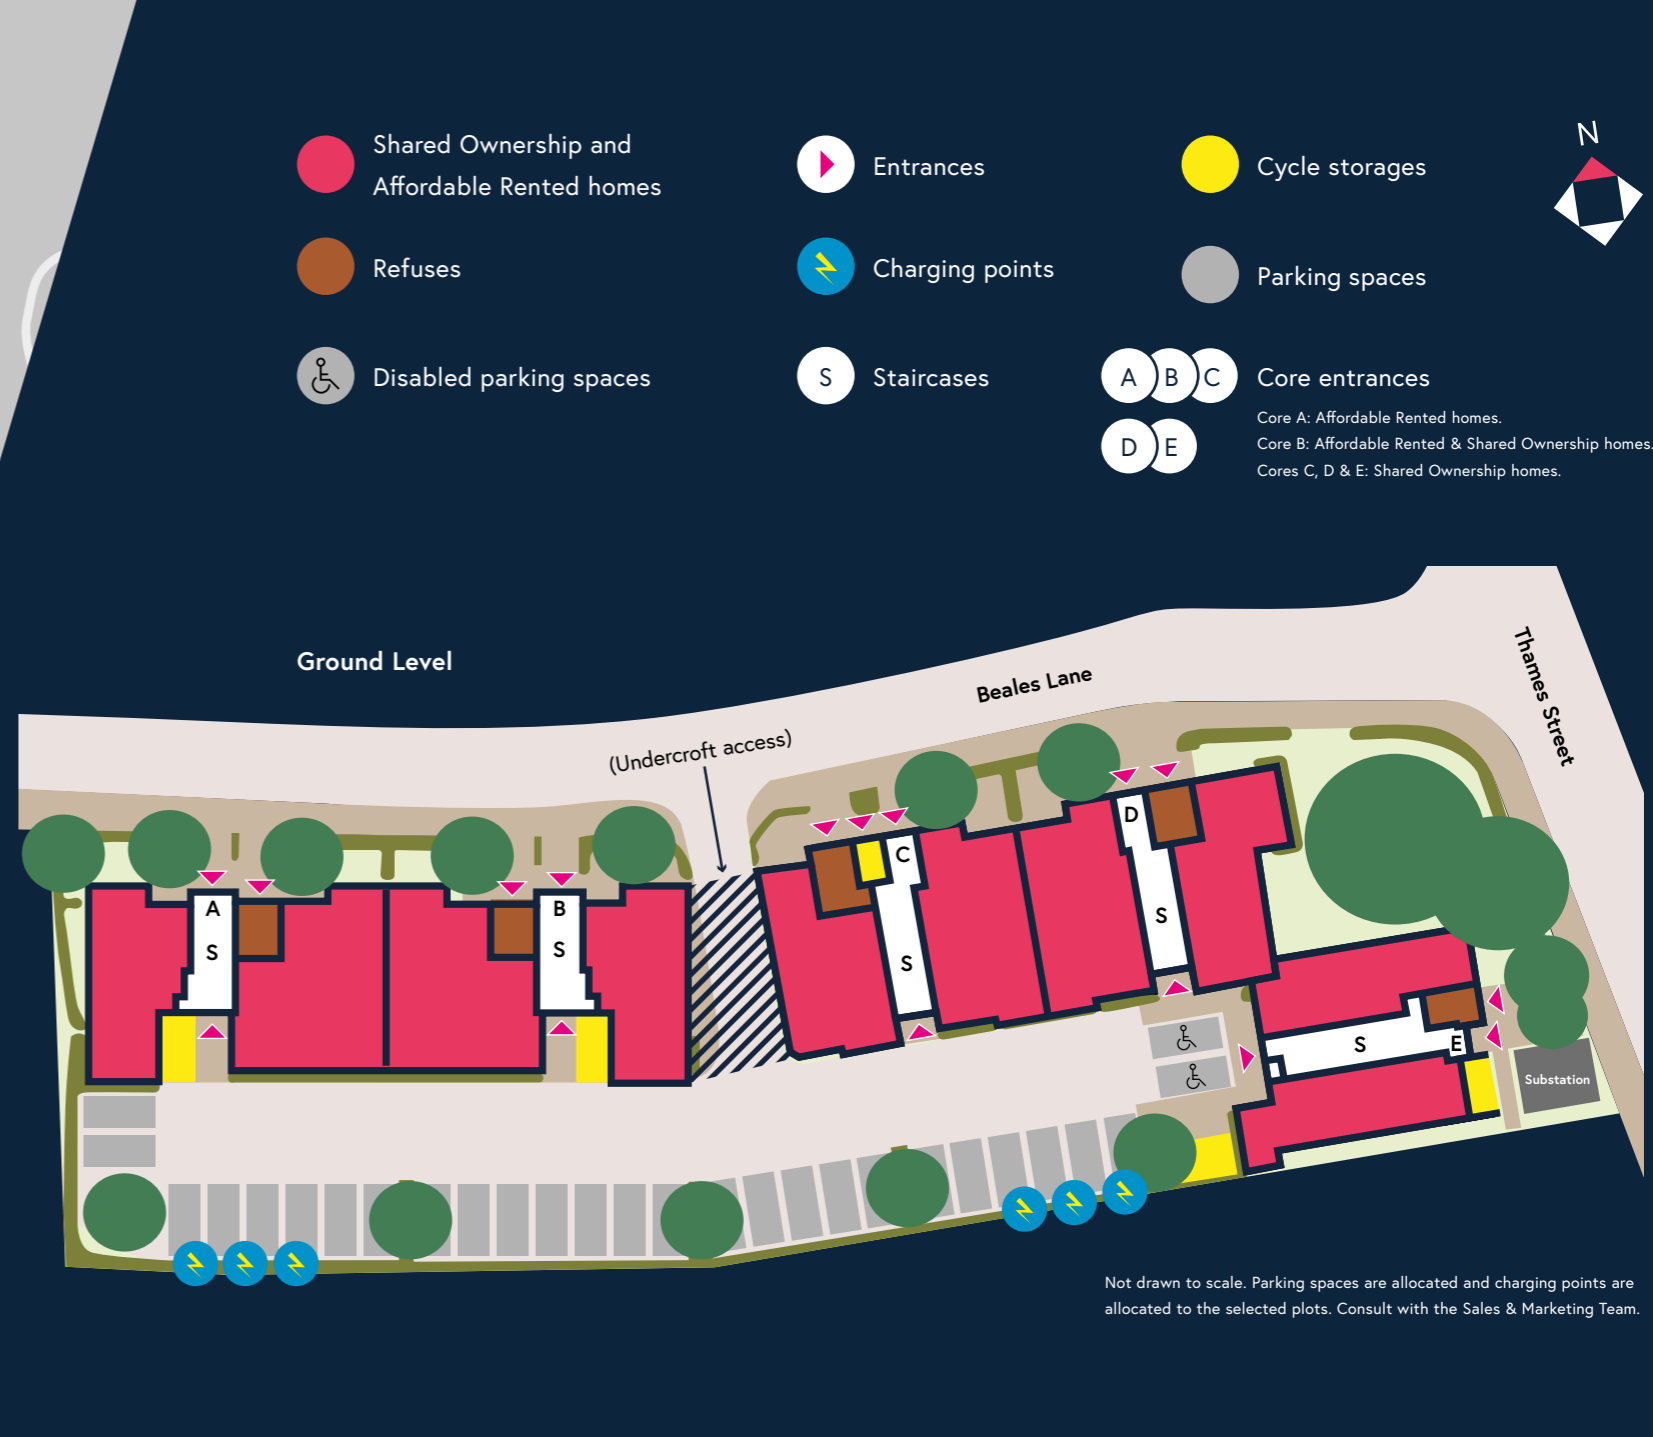 N
Shared Ownership and
Affordable Rented homes
Entrances
Cycle storages
Refuses
Charging points
Parking spaces
Disabled parking spaces
S
Staircases
A B C
Core entrances
D E
Core A: Affordable Rented homes.
Core B: Affordable Rented & Shared Ownership homes.
Cores C, D & E: Shared Ownership homes.
Ground Level
Beales Lane
Thames Street
(Undercroft access)
A
S
B
S
C
S
D
S
S
E
Substation
Not drawn to scale. Parking spaces are allocated and charging points are
allocated to the selected plots. Consult with the Sales & Marketing Team.